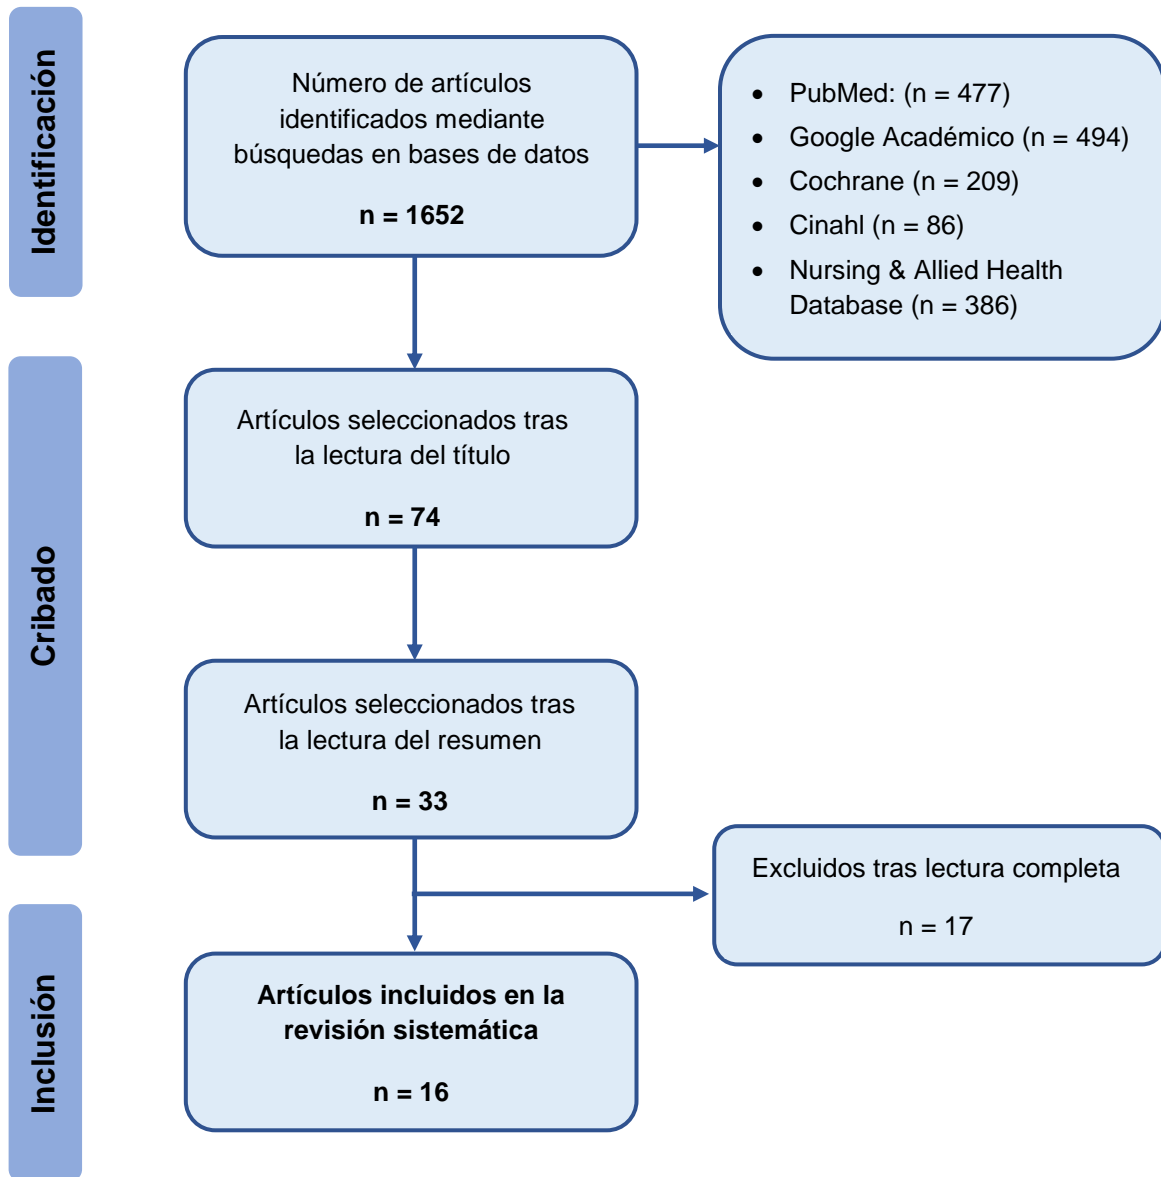 Identificación
Número de artículos
identificados mediante
búsquedas en bases de datos
n = 1652
• PubMed: (n = 477)
• Google Académico (n = 494)
• Cochrane (n = 209)
• Cinahl (n = 86)
• Nursing & Allied Health
Database (n = 386)
Cribado
Artículos seleccionados tras
la lectura del título
n = 74
Artículos seleccionados tras
la lectura del resumen
n = 33
Excluidos tras lectura completa
n = 17
Inclusión
Artículos incluidos en la
revisión sistemática
n = 16